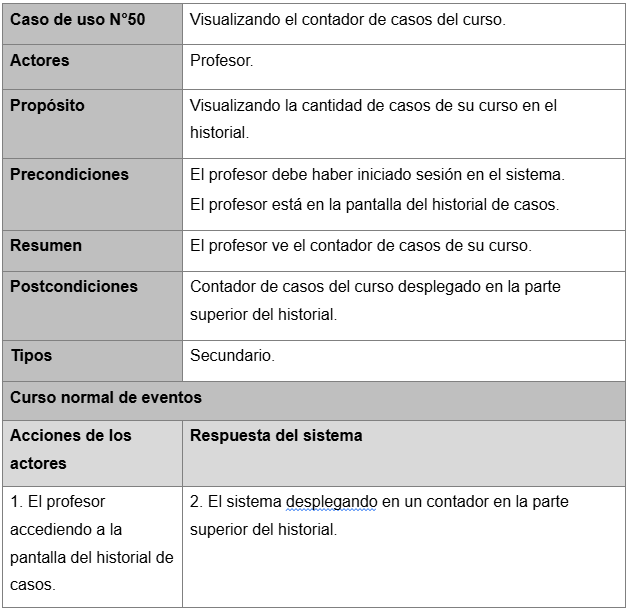 Caso de uso N°50
Visualizando el contador de casos del curso.
Actores
Profesor.
Propósito
Visualizando la cantidad de casos de su curso en el
historial.
Precondiciones
El profesor debe haber iniciado sesión en el sistema.
El profesor está en la pantalla del historial de casos.
Resumen
El profesor ve el contador de casos de su curso.
Postcondiciones
Contador de casos del curso desplegado en la parte
superior del historial.
Tipos
Secundario.
Curso normal de eventos
Acciones de los
actores
Respuesta del sistema
1. El profesor
accediendo a la
pantalla del historial de
casos.
2. El sistema desplegando en un contador en la parte
superior del historial.